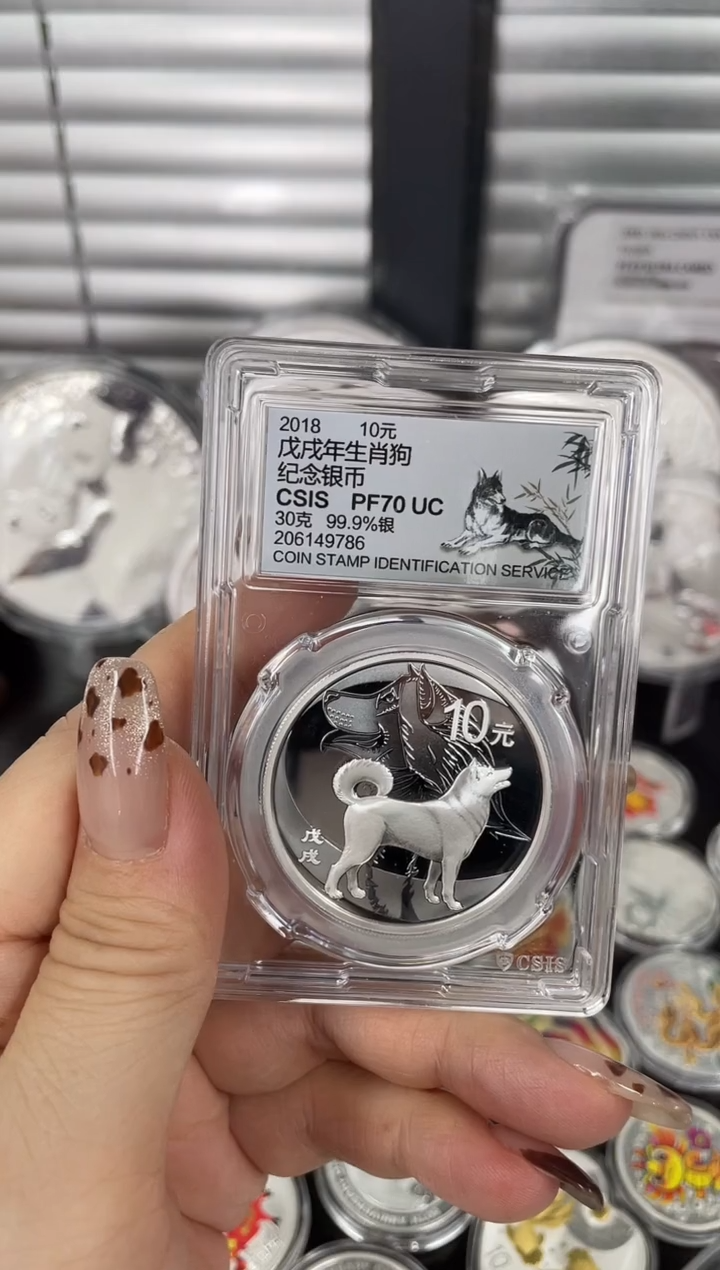 2018 10元
戊戌年生肖狗
纪念银币
CSIS PF70 UC
30克 99.9%银
206149786
COIN STAMP IDENTIFICATION SERVICE
10元
戊
戌
CSIS